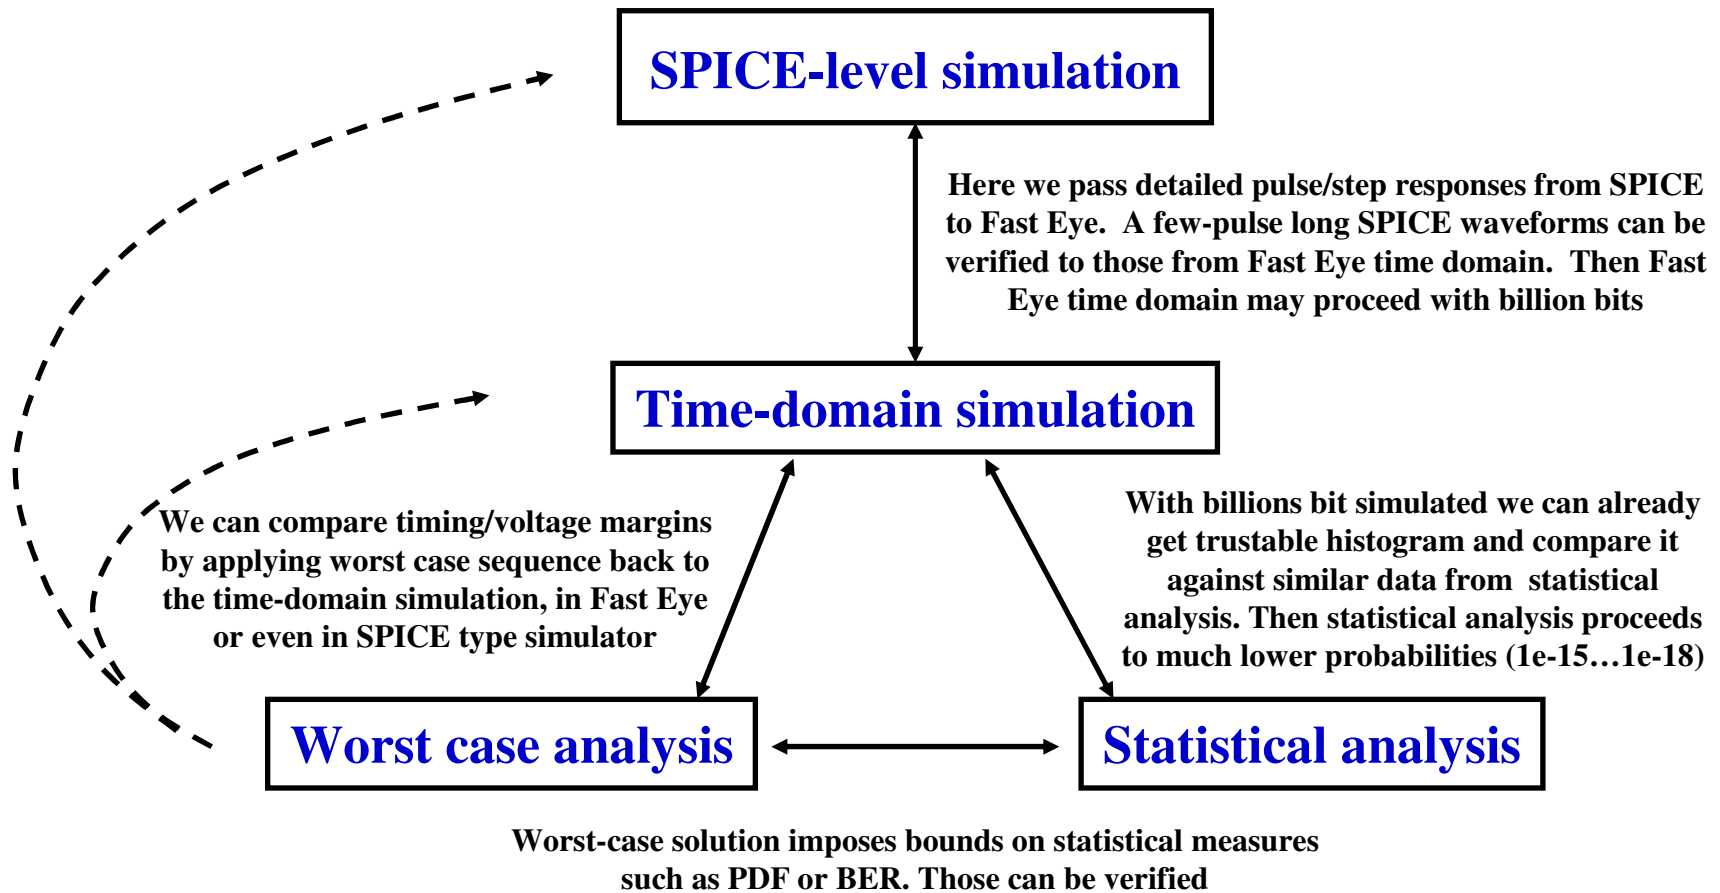 SPICE-level simulation
Here we pass detailed pulse/step responses from SPICE
to Fast Eye. A few-pulse long SPICE waveforms can be
verified to those from Fast Eye time domain. Then Fast
Eye time domain may proceed with billion bits
Time-domain simulation
We can compare timing/voltage margins
by applying worst case sequence back to
the time-domain simulation, in Fast Eye
or even in SPICE type simulator
With billions bit simulated we can already
get trustable histogram and compare it
against similar data from statistical
analysis. Then statistical analysis proceeds
to much lower probabilities (1e-15…1e-18)
Worst case analysis
Statistical analysis
Worst-case solution imposes bounds on statistical measures
such as PDF or BER. Those can be verified